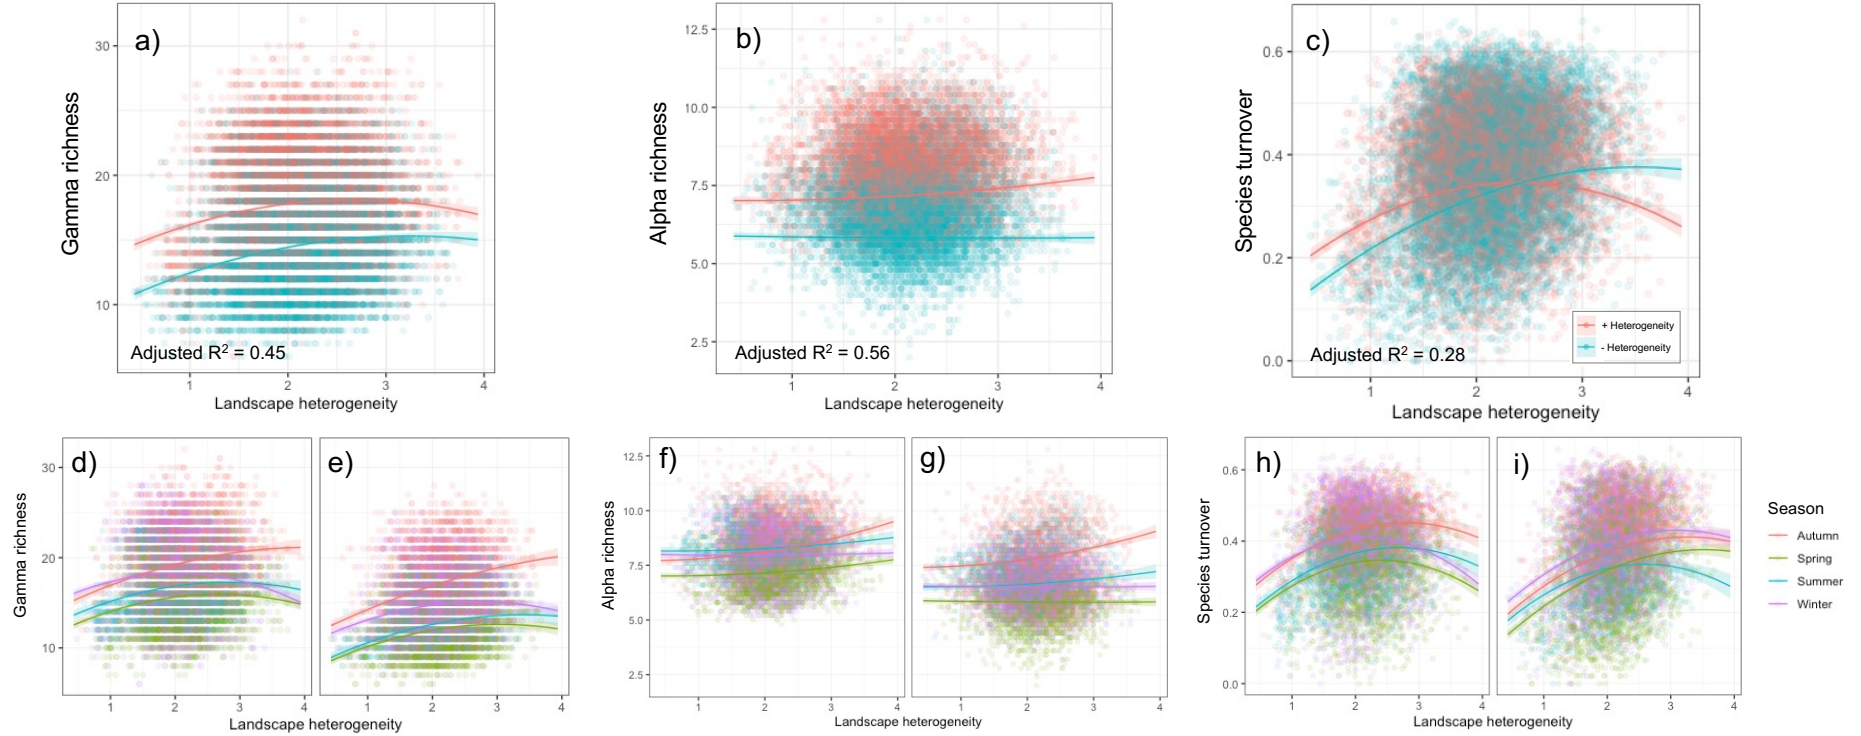 a)
Gamma richness
30
20
10
Adjusted R² = 0.45
1 2 3 4
Landscape heterogeneity
b)
Alpha richness
12.5
10.0
7.5
5.0
2.5
Adjusted R² = 0.56
1 2 3 4
Landscape heterogeneity
c)
Species turnover
0.6
0.4
0.2
0.0
Adjusted R² = 0.28
+ Heterogeneity
- Heterogeneity
1 2 3 4
Landscape heterogeneity
d)
e)
Gamma richness
30
20
10
1 2 3 4
1 2 3 4
Landscape heterogeneity
f)
g)
Alpha richness
12.5
10.0
7.5
5.0
2.5
1 2 3 4
1 2 3 4
Landscape heterogeneity
h)
i)
Species turnover
0.6
0.4
0.2
0.0
1 2 3 4
1 2 3 4
Landscape heterogeneity
Season
Autumn
Spring
Summer
Winter